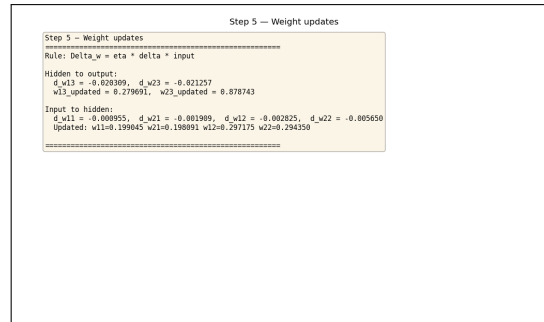 Step 5 — Weight updates
Step 5 — Weight updates
========================================================
Rule: Delta_w = eta * delta * input
Hidden to output:
d_w13 = -0.020309, d_w23 = -0.021257
w13_updated = 0.279691, w23_updated = 0.878743
Input to hidden:
d_w11 = -0.000955, d_w21 = -0.001909, d_w12 = -0.002825, d_w22 = -0.005650
Updated: w11=0.199045 w21=0.198091 w12=0.297175 w22=0.294350
========================================================